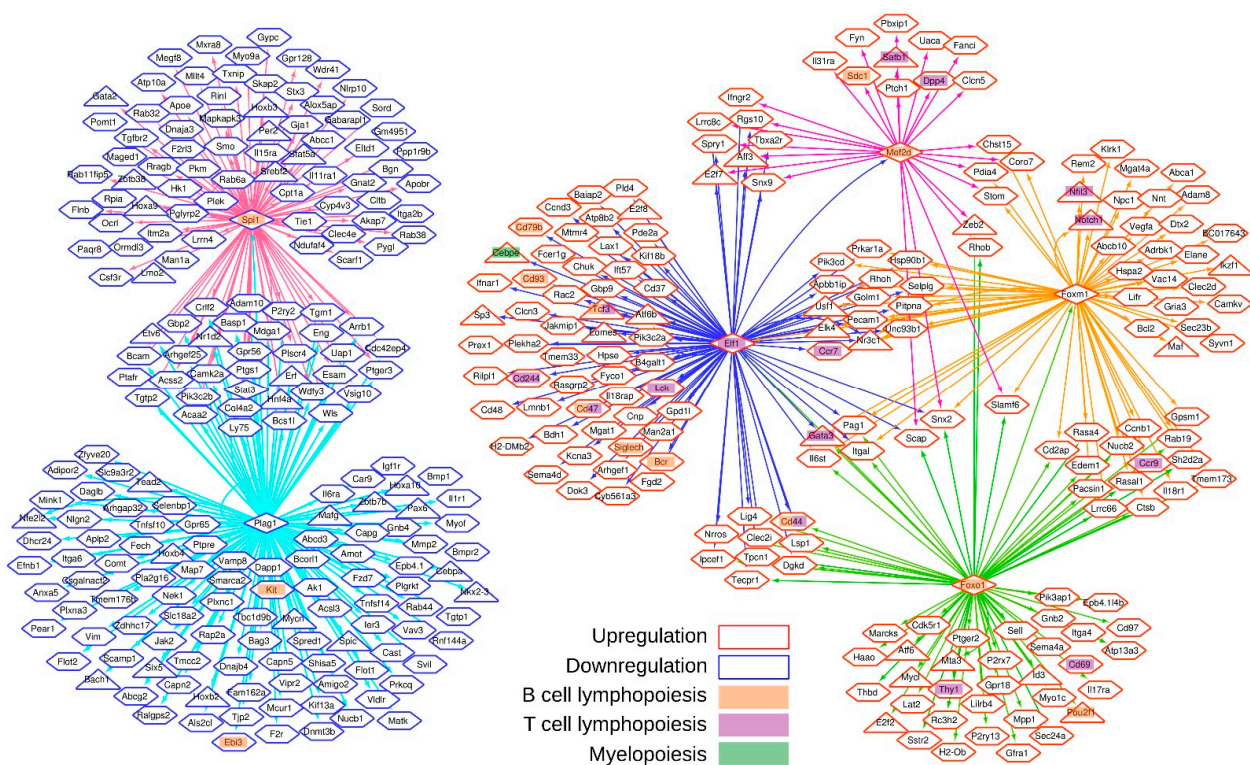 Gypc
Mxra8
Myo9a
Megf8
Gpr128
Mllt4
Txnip
Wdr41
Atp10a
Skap2
Stx3
Nlrp10
Rinl
Gata2
Rab32
Apoe
Hoxb3
Alox5ap
Sord
Mapkapk3
Gabarapl1
Pomt1
Dnaja3
Per2
Gja1
Gm4951
Tgfbr2
F2rl3
Smo
Abcc1
Ppp1r9b
Maged1
Rragb
Pkm
Il15ra
Stat5a
Eltd1
Rab11fip5
Zbtb38
Rab6a
Srebf2
Il11ra1
Bgn
Rpia
Hk1
Cpt1a
Gnat2
Apobr
Flnb
Hoxa9
Plek
Cyp4v3
Cltb
Pglyrp2
Spi1
Tie1
Akap7
Itga2b
Ocrl
Itm2a
Clec4e
Rab38
Paqr8
Ormdl3
Lrrn4
Ndufaf4
Pygl
Man1a
Scarf1
Csf3r
Lmo2
Crlf2
Adam10
P2ry2
Tgm1
Etv6
Gbp2
Basp1
Arrb1
Nr1d2
Mdga1
Eng
Cdc42ep4
Bcam
Arhgef25
Gpr56
Plscr4
Uap1
Ptafr
Acss2
Camk2a
Ptgs1
Erf
Esam
Ptger3
Tgtp2
Pik3c2b
Stat3
Hnf4a
Wdfy3
Vsig10
Acaa2
Col4a2
Bcs1l
Wls
Ly75
Zfyve20
Igf1r
Adipor2
Slc9a3r2
Car9
Bmp1
Tead2
Il6ra
Hoxa10
Daglb
Zbtb7b
Il1r1
Mink1
Arhgap32
Selenbp1
Mafg
Pax6
Nfe2l2
Nlgn2
Tnfsf10
Gpr65
Plag1
Gnb4
Myof
Dhcr24
Aplp2
Abcd3
Capg
Fech
Ptpre
Mmp2
Efnb1
Itga6
Comt
Hoxb4
Vamp8
Bcorl1
Amot
Bmpr2
Map7
Dapp1
Epb4.1
Cebpa
Csgalnact2
Pla2g16
Smarca2
Fzd7
Plgrkt
Anxa5
Tmem176b
Nek1
Kit
Ak1
Nkx2-3
Plxnc1
Acsl3
Tnfsf14
Rab44
Plxna3
Slc18a2
Tbc1d9b
Mycn
Tgtp1
Pear1
Zdhhc17
Ier3
Vav3
Vim
Jak2
Rap2a
Bag3
Spred1
Spic
Rnf144a
Cast
Flot2
Scamp1
Six5
Tmcc2
Dnajb4
Capn5
Shisa5
Flot1
Svil
Bach1
Capn2
Vipr2
Amigo2
Prkcq
Abcg2
Hoxb2
Fam162a
Vldlr
Ralgps2
Mcur1
Kif13a
Als2cl
Tjp2
Nucb1
Matk
Ebi3
F2r
Dnmt3b
Pbxip1
Fyn
Uaca
Fanci
Satb1
Il31ra
Sdc1
Dpp4
Clcn5
Ptch1
Ifngr2
Lrrc8c
Rgs10
Spry1
Tbxa2r
Aff3
E2f7
Snx9
Mef2d
Chst15
Klrk1
Coro7
Rem2
Mgat4a
Pdia4
Abca1
Nfil3
Npc1
Nnt
Adam8
Stom
Notch1
Vegfa
Dtx2
Zeb2
BC017643
Rhob
Abcb10
Adrbk1
Elane
Hspa2
Vac14
Ikzf1
Clec2d
Foxm1
Lifr
Gria3
Camkv
Bcl2
Sec23b
Maf
Syvn1
Pld4
Baiap2
Ccnd3
E2f8
Atp8b2
Cd79b
Mtmr4
Pde2a
Cebpe
Lax1
Fcer1g
Kif18b
Chuk
Ift57
Cd93
Ifnar1
Gbp9
Cd37
Rac2
Clcn3
Tcf3
Sp3
Atf6b
Jakmip1
Eomes
Prex1
Plekha2
Pik3c2a
Tmem33
Hpse
B4galt1
Rilpl1
Cd244
Fyco1
Lck
Rasgrp2
Il18rap
Cd48
Lmnb1
Cd47
Gpd1l
Cnp
H2-DMb2
Bdh1
Mgat1
Man2a1
Siglech
Kcna3
Bcr
Sema4d
Arhgef1
Fgd2
Dok3
Cyb561a3
Elf1
Prkar1a
Pik3cd
Hsp90b1
Rhoh
Appb1ip
Selplg
Golm1
Usf1
Pitpna
Pecam1
Elk4
Unc93b1
Nr3c1
Ccr7
Slamf6
Snx2
Pag1
Gata3
Scap
Il6st
Itgal
Gpsm1
Ccnb1
Rasa4
Nucb2
Rab19
Cd2ap
Sh2d2a
Ccr9
Edem1
Tmem173
Pacsin1
Rasal1
Il18r1
Lrrc66
Ctsb
Lig4
Cd44
Nrros
Clec2i
Lsp1
Ipcef1
Tpcn1
Dgkd
Tecpr1
Foxo1
Pik3ap1
Epb4.1l4b
Cdk5r1
Gnb2
Marcks
Ptger2
Sell
Itga4
Cd97
Haao
Atf6
Sema4a
Atp13a3
Mta3
P2rx7
Cd69
Mycl
Id3
Thbd
Thy1
Gpr18
Il17ra
Lat2
Lilrb4
Myo1c
Pou2f1
E2f2
Rc3h2
Mpp1
Sstr2
P2ry13
Sec24a
H2-Ob
Gfra1
Upregulation
Downregulation
B cell lymphopoiesis
T cell lymphopoiesis
Myelopoiesis